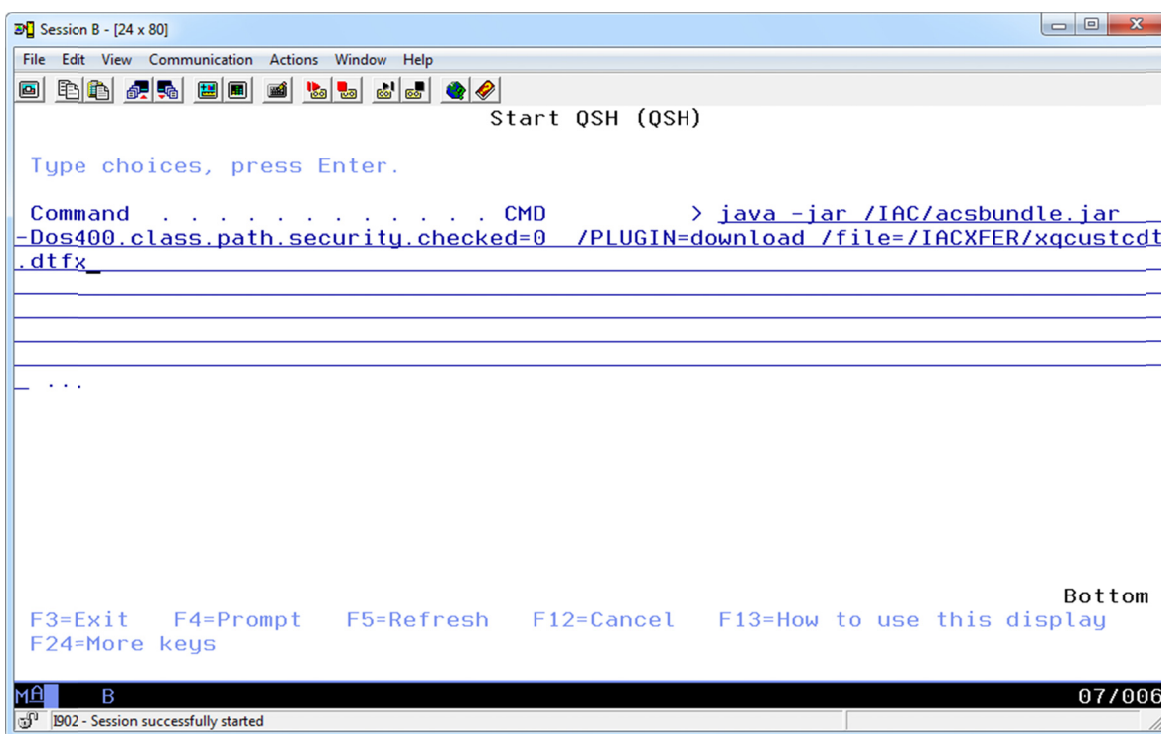 Session B - [24 x 80]
File Edit View Communication Actions Window Help
Start QSH (QSH)
Type choices, press Enter.
Command . . . . . . . . . . . . CMD > java -jar /IAC/acsbundle.jar
-Dos400.class.path.security.checked=0 /PLUGIN=download /file=/IACXFER/xqcustcdt
.dtfx_
_ ...
Bottom
F3=Exit F4=Prompt F5=Refresh F12=Cancel F13=How to use this display
F24=More keys
MA B 07/006
I902 - Session successfully started